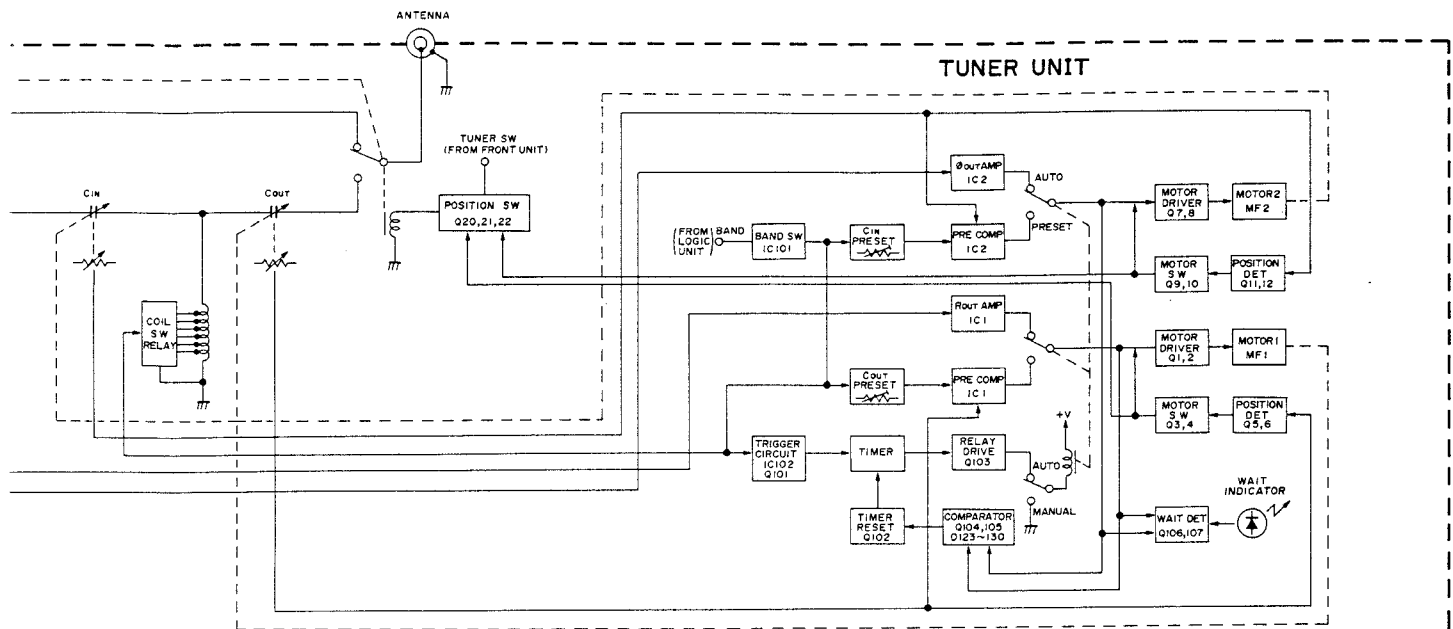 ANTENNA
TUNER UNIT
TUNER SW
(FROM FRONT UNIT)
CIN
COUT
POSITION SW
Q20,21,22
COIL
SW
RELAY
(FROM
LOGIC
UNIT)
BAND
BAND SW
IC101
ØOUT AMP
IC2
AUTO
PRESET
CIN
PRESET
PRE COMP
IC2
MOTOR
DRIVER
Q7,8
MOTOR2
MF2
MOTOR
SW
Q9,10
POSITION
DET
Q11,12
ROUT AMP
IC1
COUT
PRESET
PRE COMP
IC1
MOTOR
DRIVER
Q1,2
MOTOR1
MF1
MOTOR
SW
Q3,4
POSITION
DET
Q5,6
+V
TRIGGER
CIRCUIT
IC102
Q101
TIMER
RELAY
DRIVE
Q103
AUTO
MANUAL
TIMER
RESET
Q102
COMPARATOR
Q104,105
D123~130
WAIT DET
Q106,107
WAIT
INDICATOR